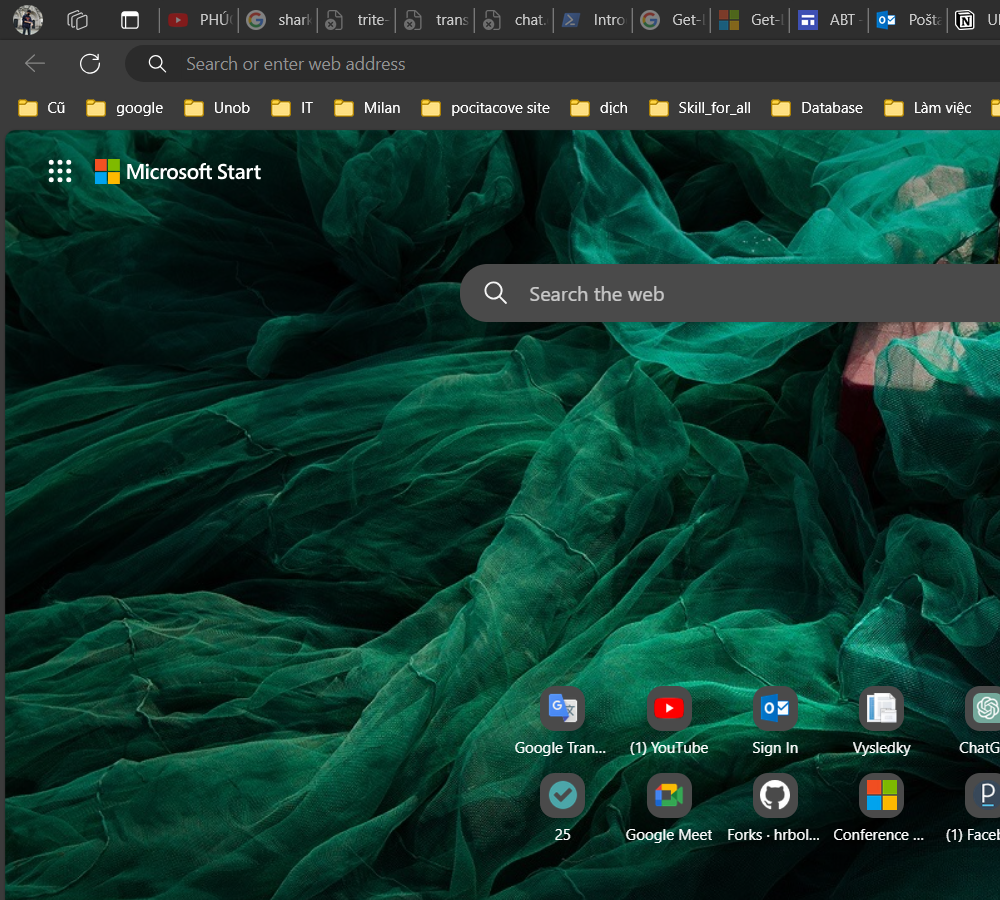 PHÚ
shark
trite-
trans
chat.
Intro
Get-
Get-
ABT -
Pošta
Search or enter web address
Cũ google Unob IT Milan pocitacove site dịch Skill_for_all Database Làm việc
Microsoft Start
Search the web
Google Tran... (1) YouTube Sign In Vysledky ChatG
25 Google Meet Forks · hrbol... Conference ... (1) Faceb